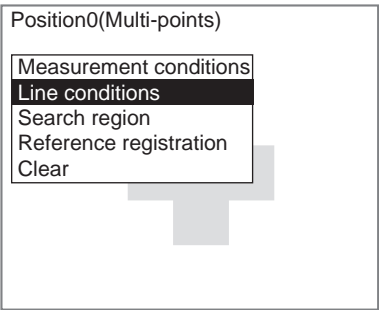 Position0(Multi-points)
Measurement conditions
Line conditions
Search region
Reference registration
Clear